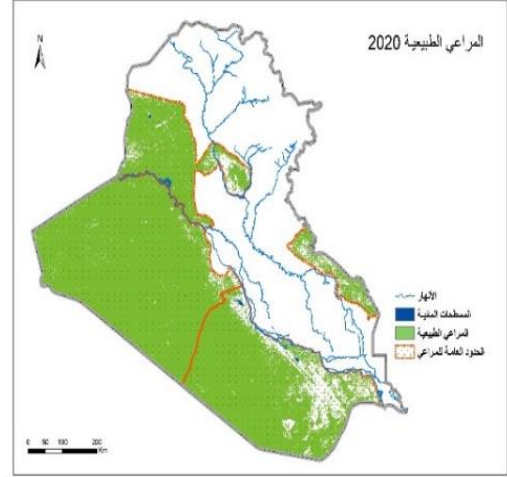 المراعي الطبيعية 2020
N
الأنهار
المسطحات المائية
المراعي الطبيعية
الحدود العامة للمراعي
0 50 100 200
Km